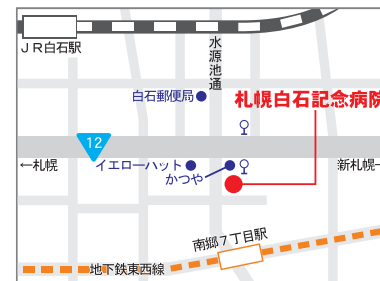 JR白石駅
水源池通
白石郵便局
札幌白石記念病院
12
←札幌
イエローハット
かつや
新札幌→
南郷7丁目駅
地下鉄東西線